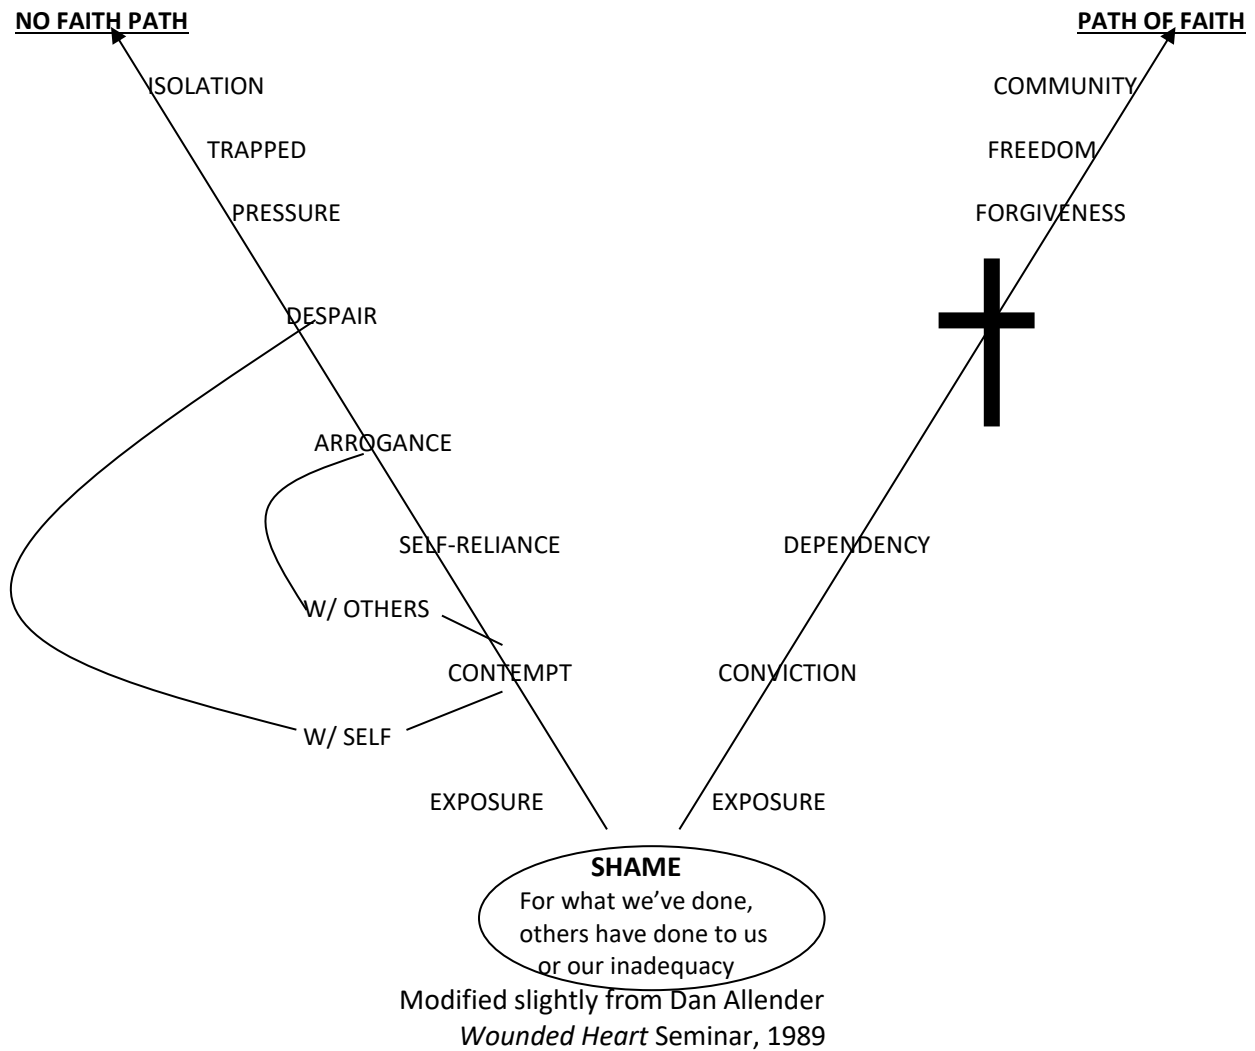 NO FAITH PATH
PATH OF FAITH
ISOLATION
COMMUNITY
TRAPPED
FREEDOM
PRESSURE
FORGIVENESS
DESPAIR
ARROGANCE
SELF-RELIANCE
DEPENDENCY
W/ OTHERS
CONTEMPT
CONVICTION
W/ SELF
EXPOSURE
EXPOSURE
SHAME
For what we’ve done,
others have done to us
or our inadequacy
Modified slightly from Dan Allender
Wounded Heart Seminar, 1989